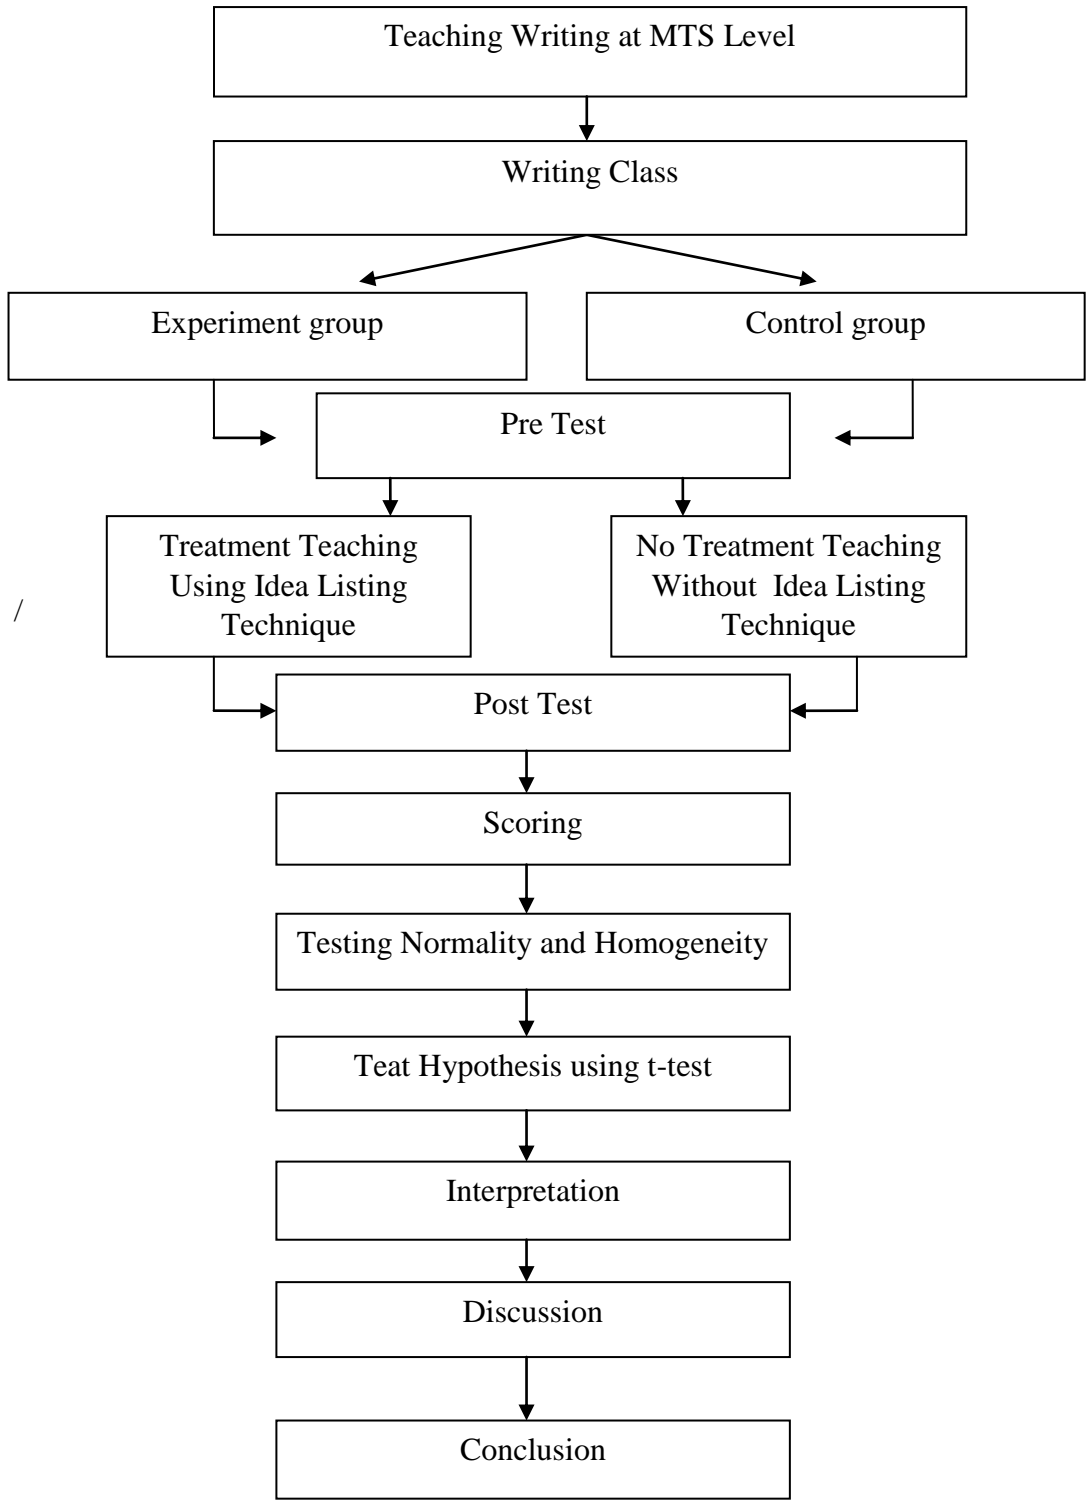 Teaching Writing at MTS Level
Writing Class
Experiment group
Control group
Pre Test
Treatment Teaching
Using Idea Listing
Technique
No Treatment Teaching
Without  Idea Listing
Technique
/
Post Test
Scoring
Testing Normality and Homogeneity
Teat Hypothesis using t-test
Interpretation
Discussion
Conclusion